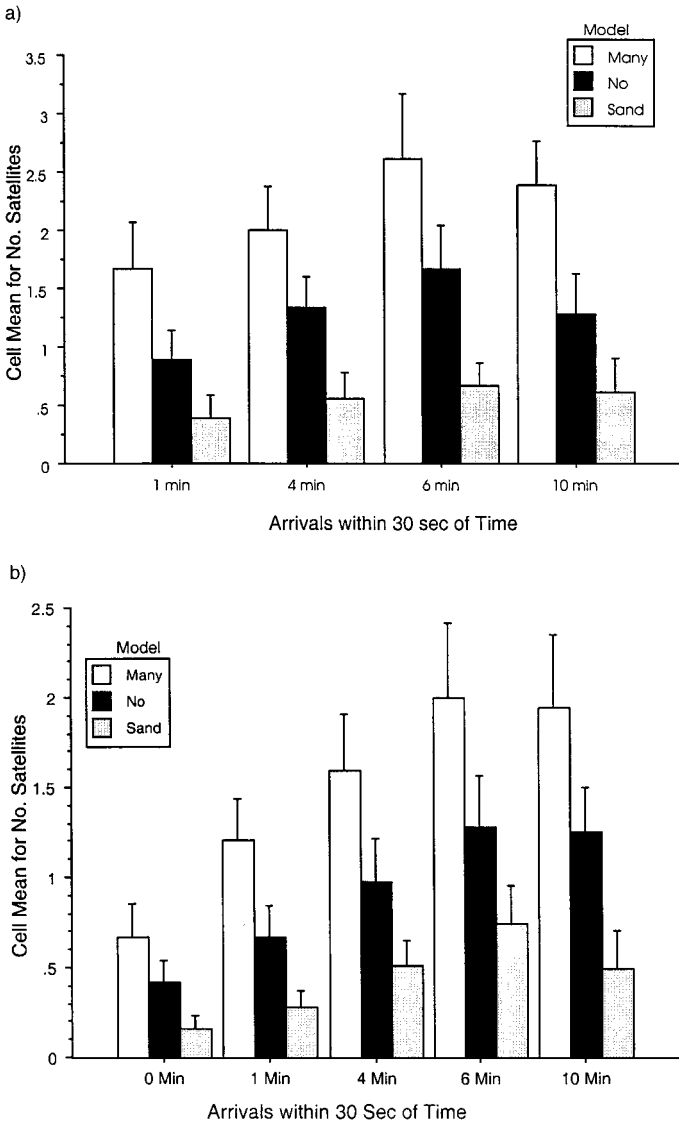 a)
Model
Many
No
Sand
3.5
3
2.5
2
1.5
1
.5
0
Cell Mean for No. Satellites
1 min 4 min 6 min 10 min
Arrivals within 30 sec of Time
b)
2.5
2
1.5
1
.5
0
Model
Many
No
Sand
Cell Mean for No. Satellites
0 Min 1 Min 4 Min 6 Min 10 Min
Arrivals within 30 Sec of Time